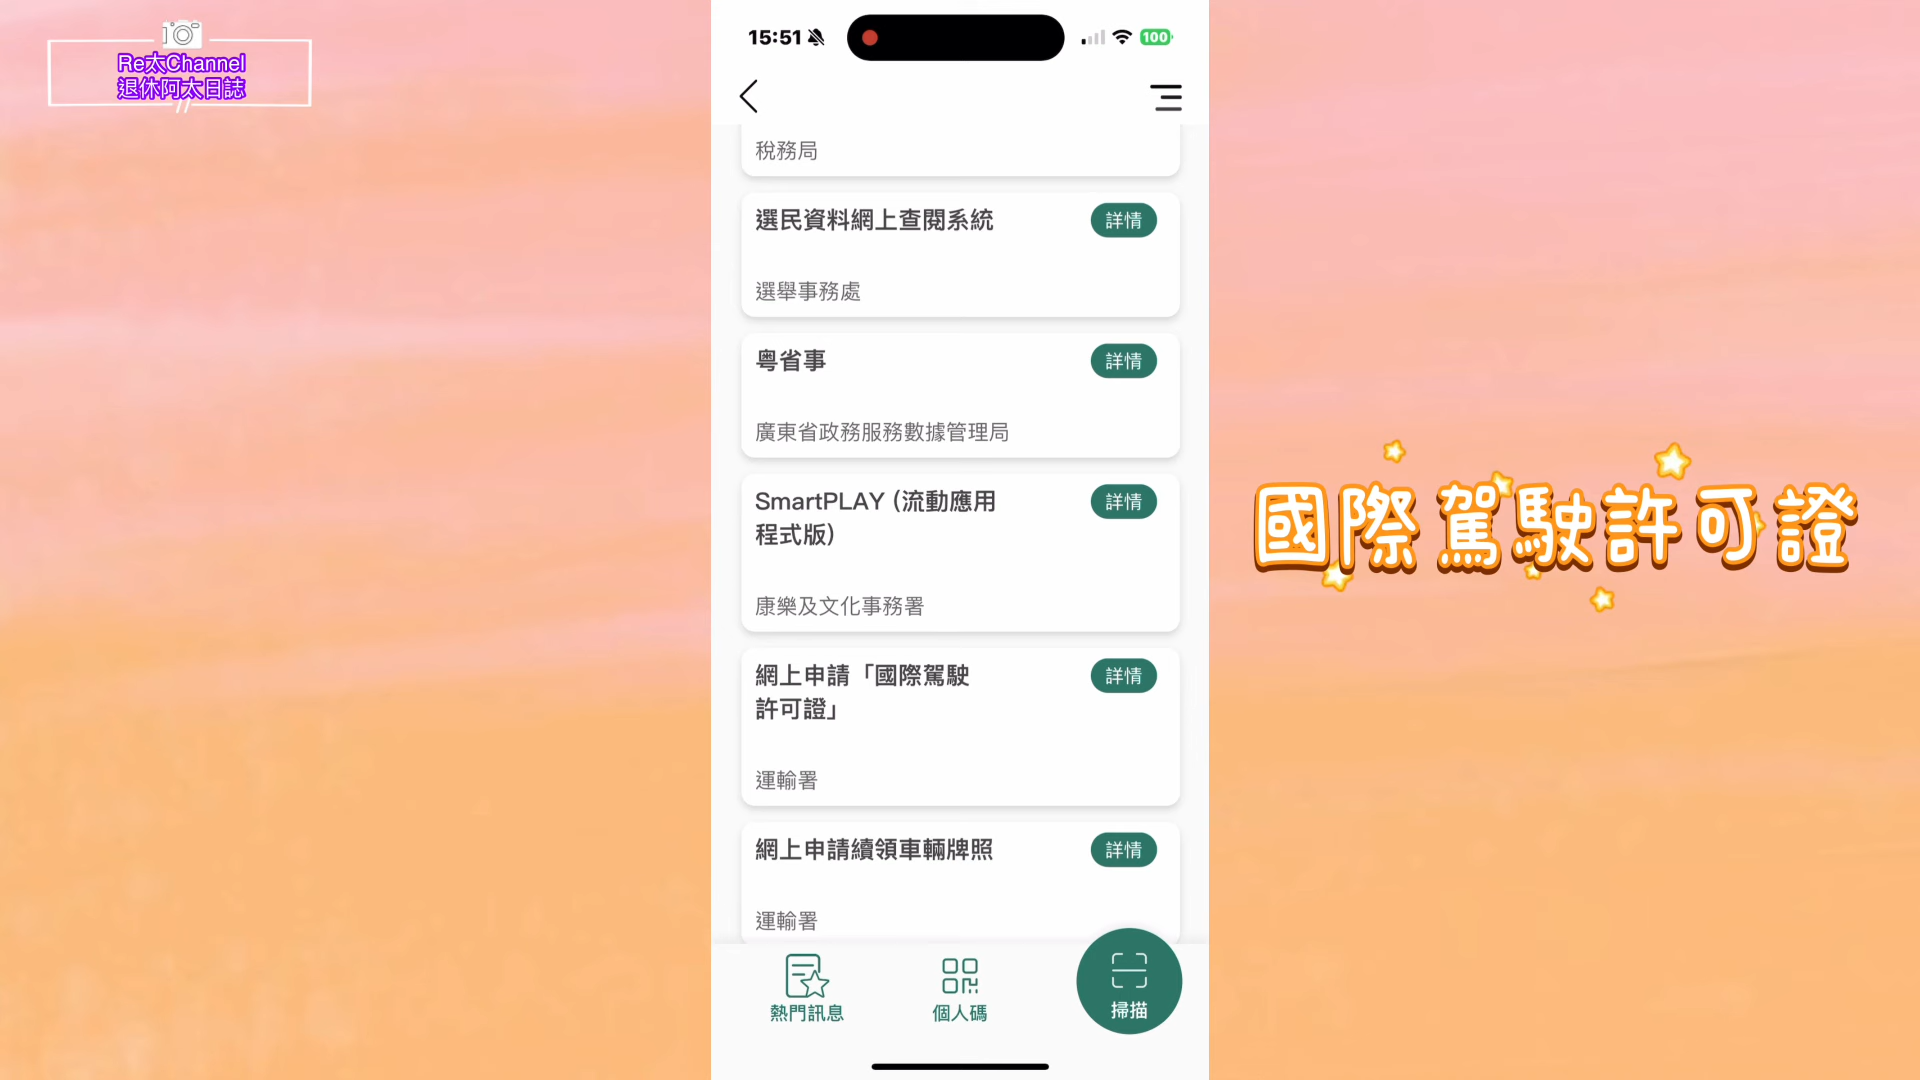 Re太Channel
退休阿太日誌
15:51
100
稅務局
選民資料網上查閱系統
詳情
選舉事務處
粵省事
詳情
廣東省政務服務數據管理局
SmartPLAY (流動應用
程式版)
詳情
康樂及文化事務署
網上申請「國際駕駛
許可證」
詳情
運輸署
網上申請續領車輛牌照
詳情
運輸署
熱門訊息
個人碼
掃描
國際駕駛許可證